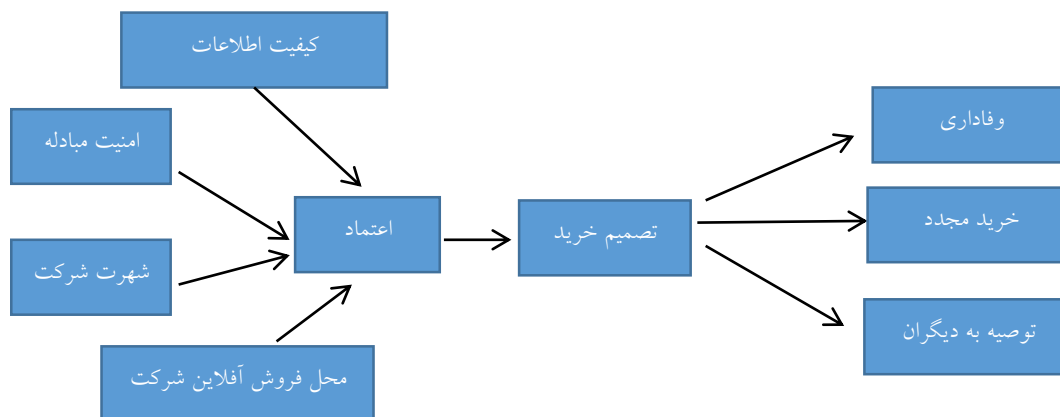 کیفیت اطلاعات
امنیت مبادله
شهرت شرکت
محل فروش آفلاین شرکت
اعتماد
تصمیم خرید
وفاداری
خرید مجدد
توصیه به دیگران